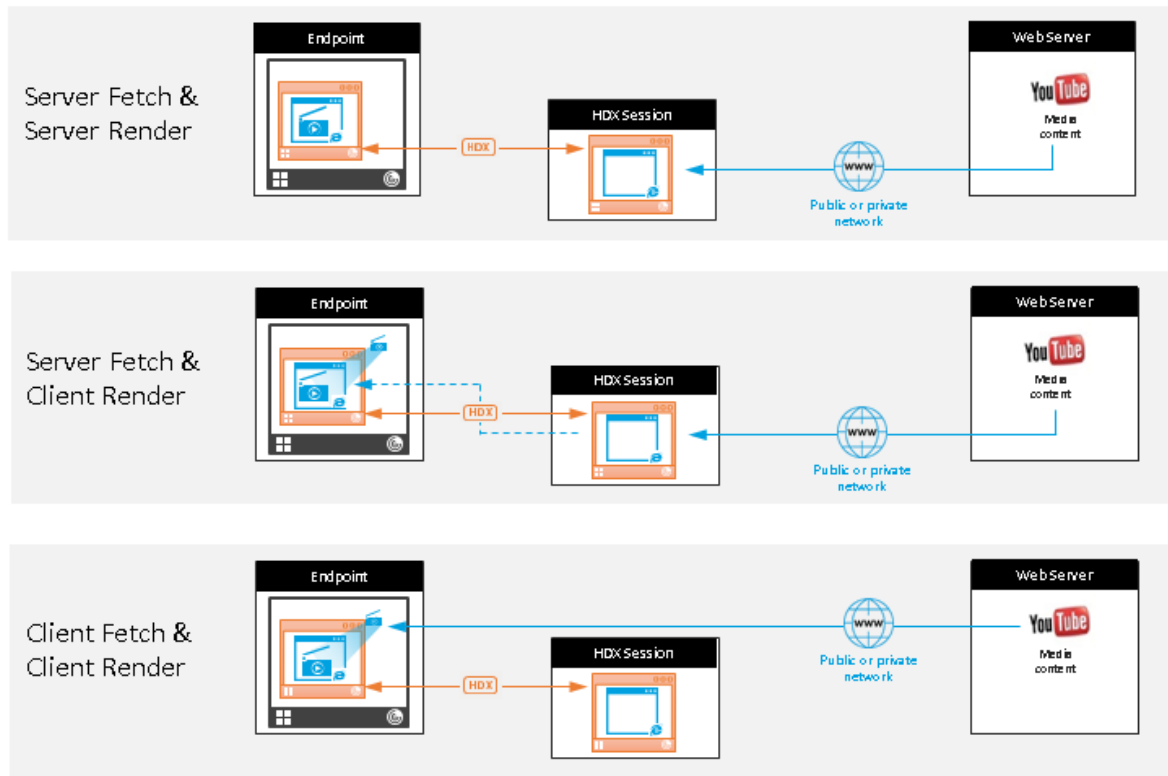 Server Fetch &
Server Render
Endpoint
HDX
HDX Session
www
Public or private
network
WebServer
YouTube
Media
content
Server Fetch &
Client Render
Endpoint
HDX
HDX Session
www
Public or private
network
WebServer
YouTube
Media
content
Client Fetch &
Client Render
Endpoint
HDX
HDX Session
www
Public or private
network
WebServer
YouTube
Media
content